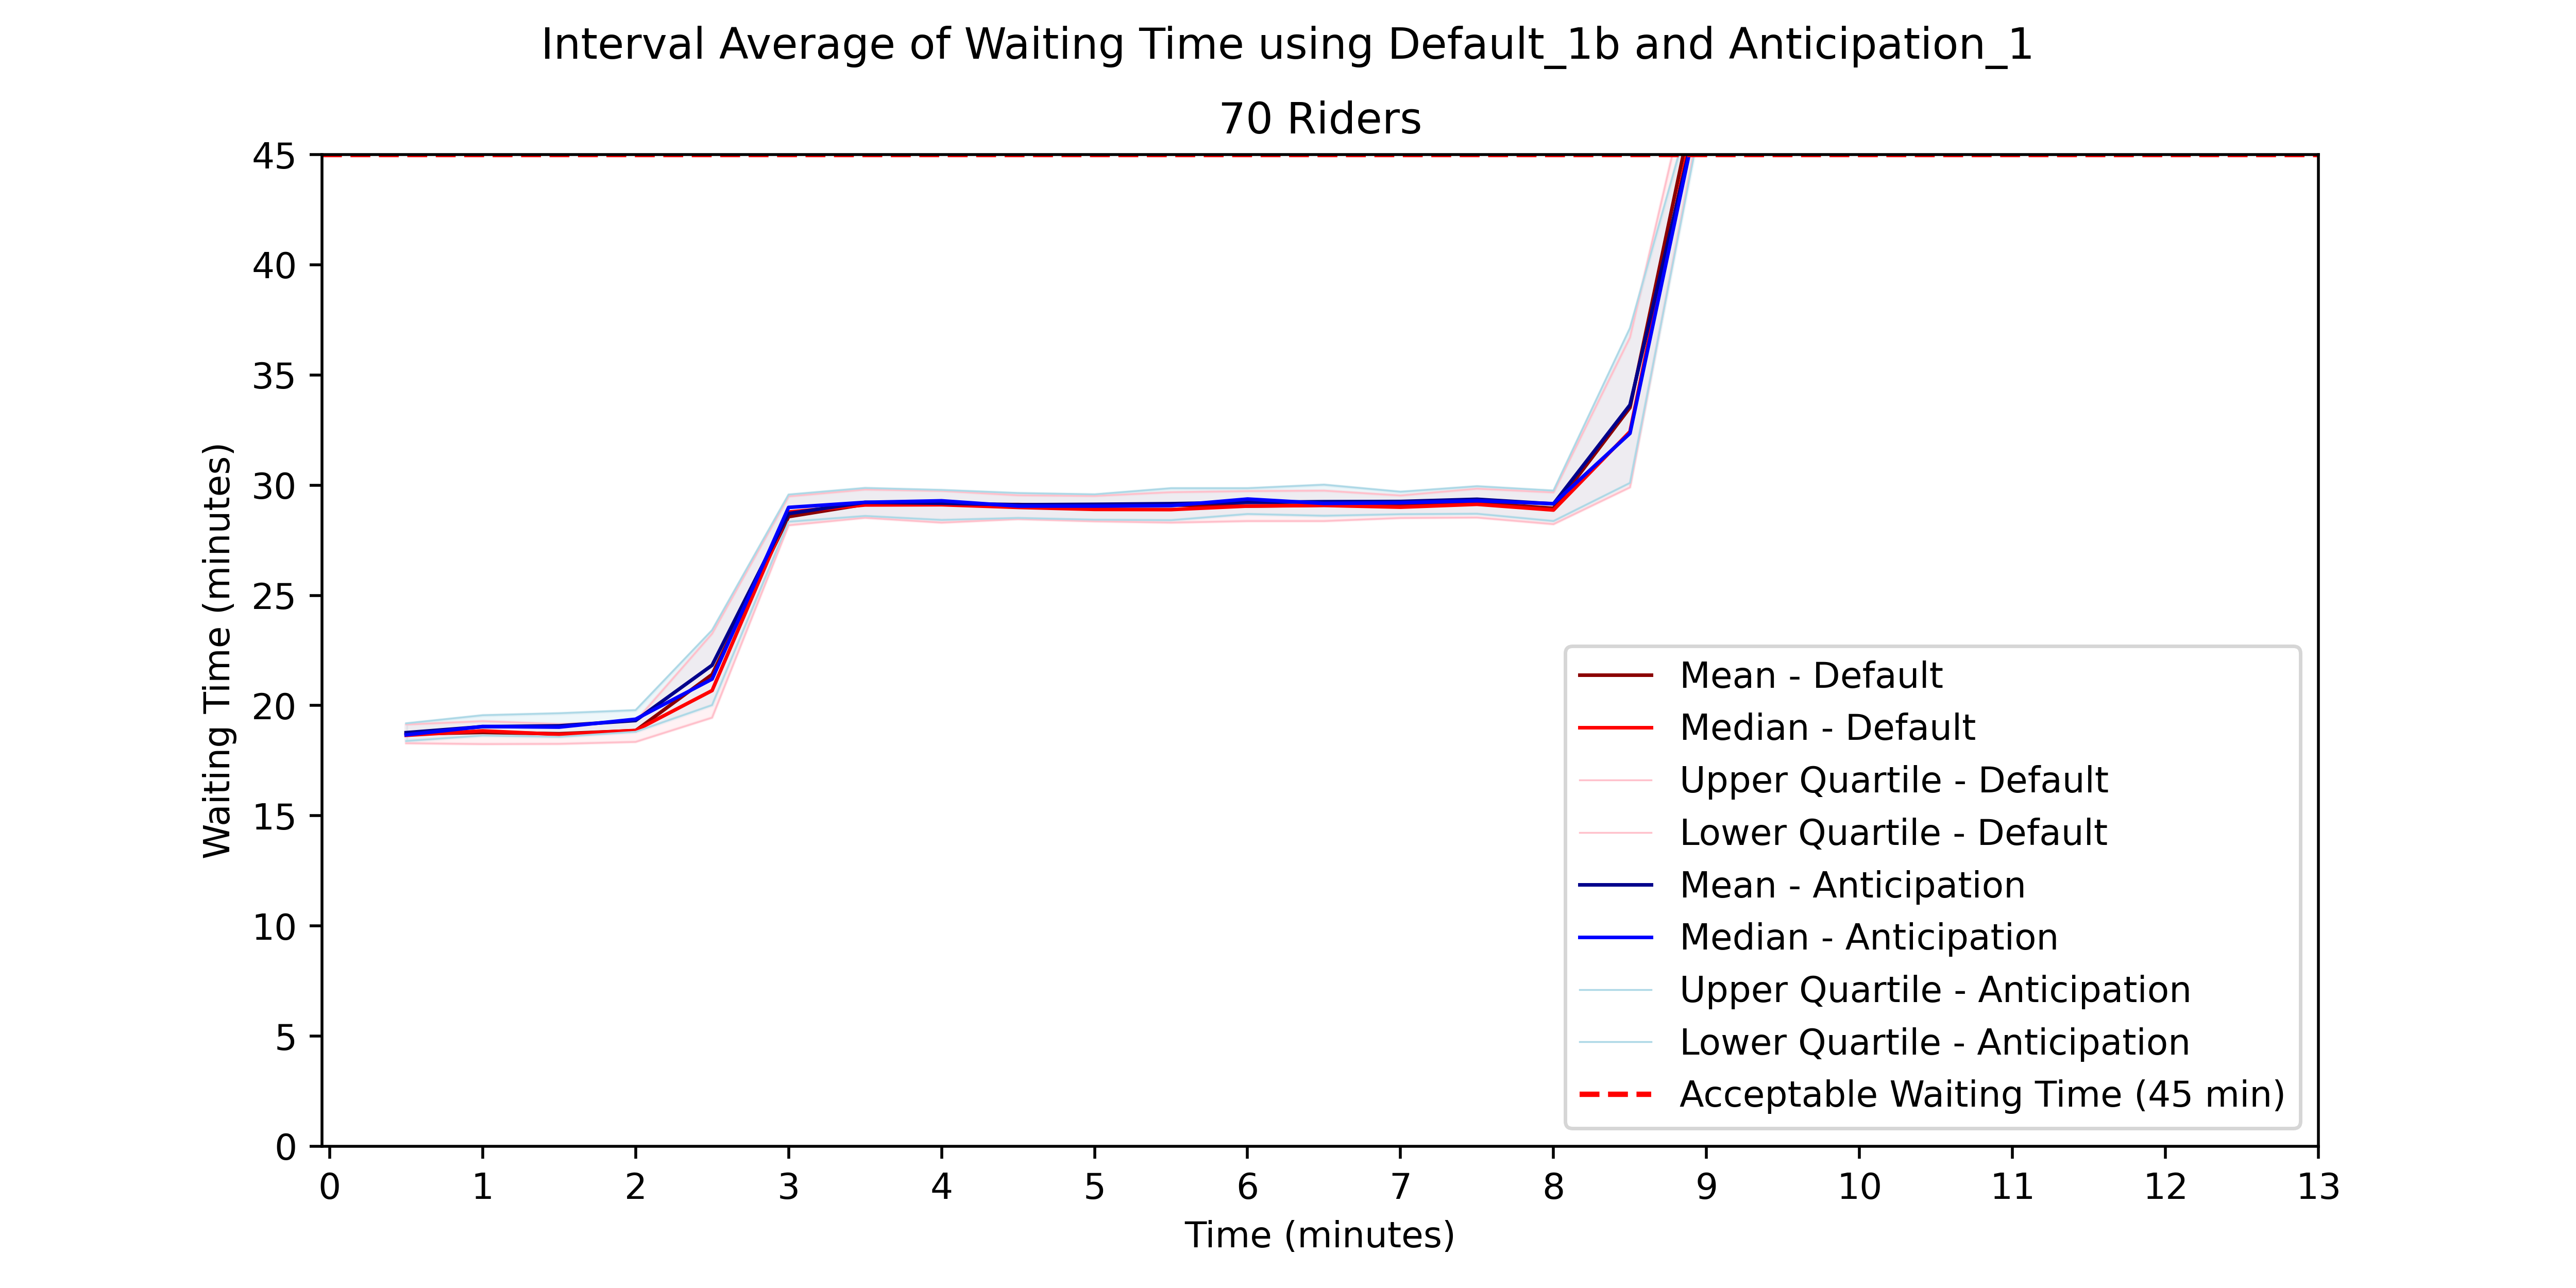 Interval Average of Waiting Time using Default_1b and Anticipation_1
70 Riders
45
40
35
30
25
20
15
10
5
0
Waiting Time (minutes)
Mean - Default
Median - Default
Upper Quartile - Default
Lower Quartile - Default
Mean - Anticipation
Median - Anticipation
Upper Quartile - Anticipation
Lower Quartile - Anticipation
Acceptable Waiting Time (45 min)
0 1 2 3 4 5 6 7 8 9 10 11 12 13
Time (minutes)